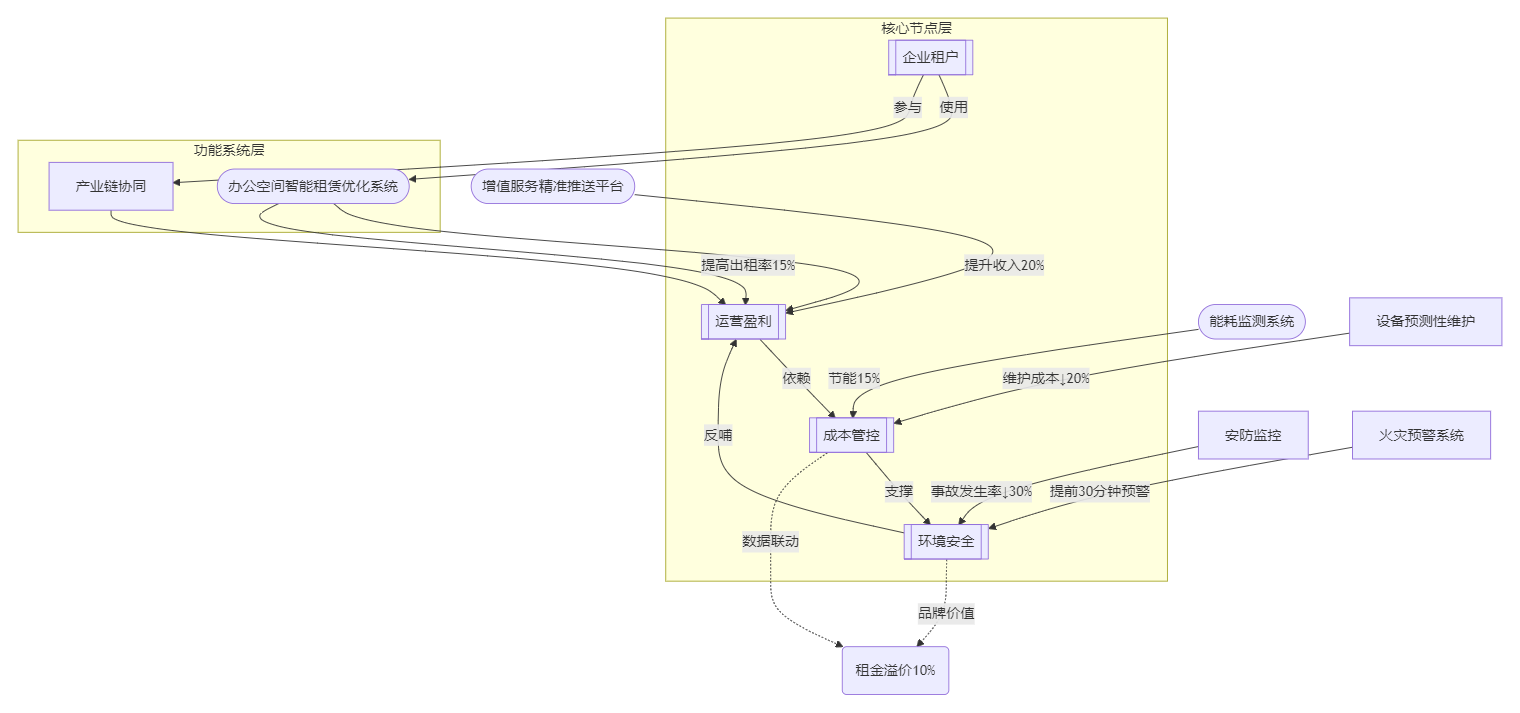 核心节点层
企业租户
参与
使用
功能系统层
产业链协同
办公空间智能租赁优化系统
增值服务精准推送平台
提高出租率15%
提升收入20%
运营盈利
能耗监测系统
设备预测性维护
依赖
节能15%
维护成本↓20%
反哺
成本管控
安防监控
火灾预警系统
支撑
事故发生率↓30%
提前30分钟预警
数据联动
环境安全
品牌价值
租金溢价10%